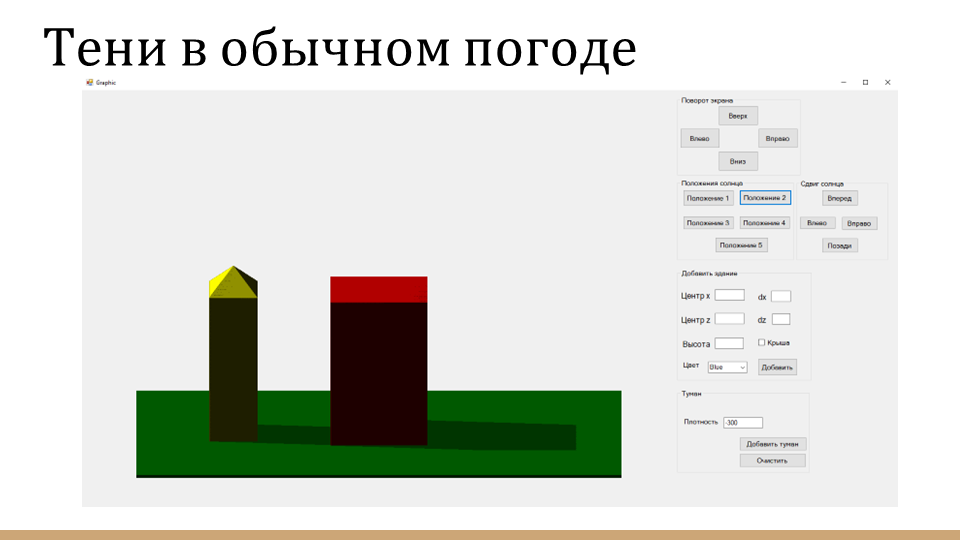 Тени в обычном погоде
Graphic
Поворот экрана
Вверх
Влево Вправо
Вниз
Положения солнца
Положение 1 Положение 2
Положение 3 Положение 4
Положение 5
Сдвиг солнца
Вперед
Влево Вправо
Позади
Добавить здание
Центр x dx
Центр z dz
Высота Крыша
Цвет Blue Добавить
Туман
Плотность -300
Добавить туман
Очистить